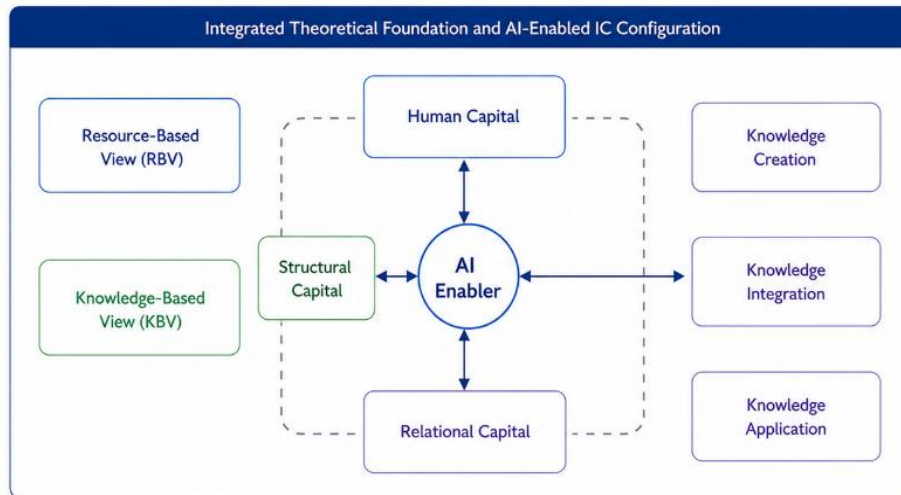 Integrated Theoretical Foundation and AI-Enabled IC Configuration
Resource-Based
View (RBV)
Knowledge-Based
View (KBV)
Human Capital
Structural
Capital
AI
Enabler
Relational Capital
Knowledge
Creation
Knowledge
Integration
Knowledge
Application